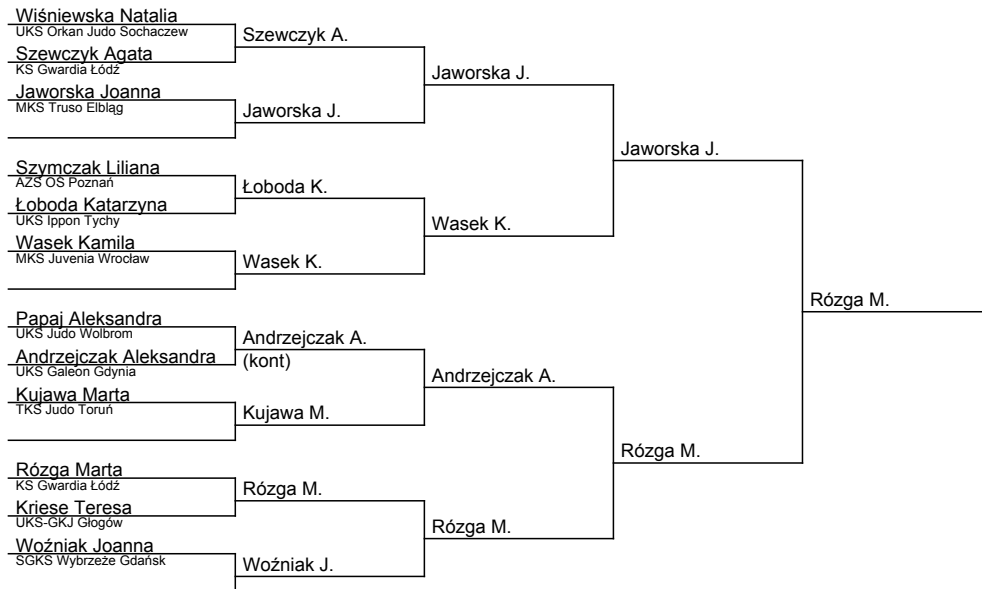 Wiśniewska Natalia
UKS Orkan Judo Sochaczew
Szewczyk Agata
KS Gwardia Łódź
Jaworska Joanna
MKS Truso Elbląg
Szymczak Liliana
AZS OŚ Poznań
Łoboda Katarzyna
UKS Ippon Tychy
Wasek Kamila
MKS Juvenia Wrocław
Papaj Aleksandra
UKS Judo Wolbrom
Andrzejczak Aleksandra
UKS Galeon Gdynia
Kujawa Marta
TKS Judo Toruń
Rózga Marta
KS Gwardia Łódź
Kriese Teresa
UKS-GKJ Głogów
Woźniak Joanna
SGKS Wybrzeże Gdańsk
Szewczyk A.
Jaworska J.
Łoboda K.
Wasek K.
Andrzejczak A.
(kont)
Kujawa M.
Rózga M.
Woźniak J.
Jaworska J.
Wasek K.
Andrzejczak A.
Rózga M.
Jaworska J.
Rózga M.
Rózga M.